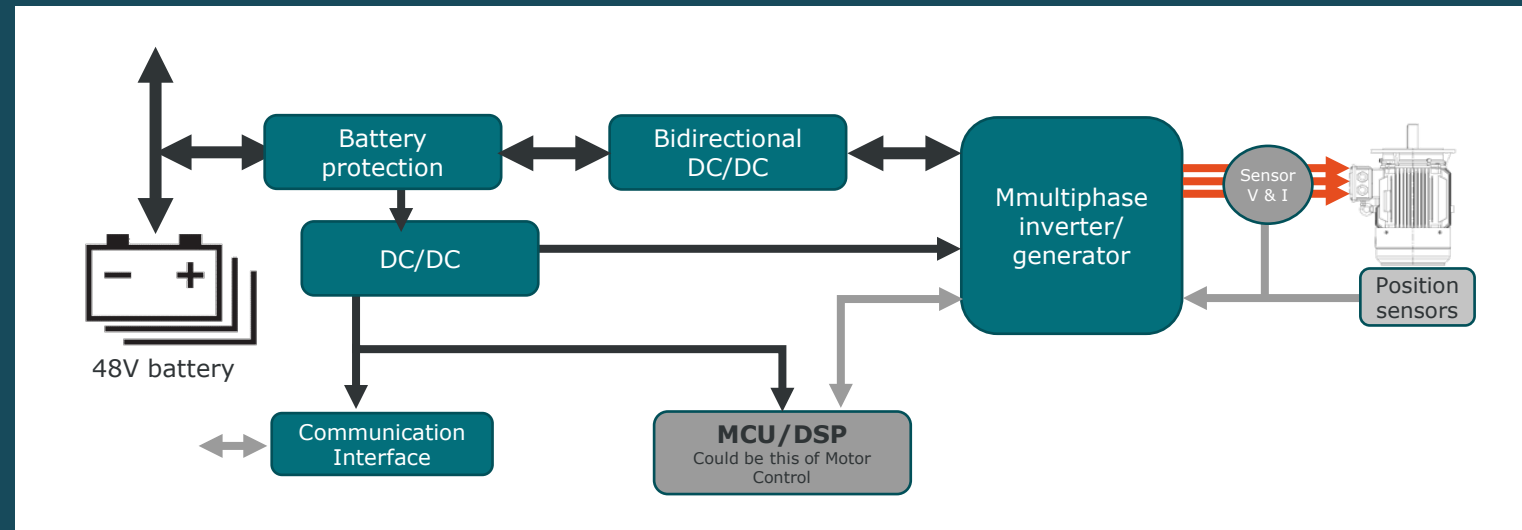 Battery
protection
Bidirectional
DC/DC
Mmultiphase
inverter/
generator
Sensor
V & I
DC/DC
Position
sensors
48V battery
Communication
Interface
MCU/DSP
Could be this of Motor
Control